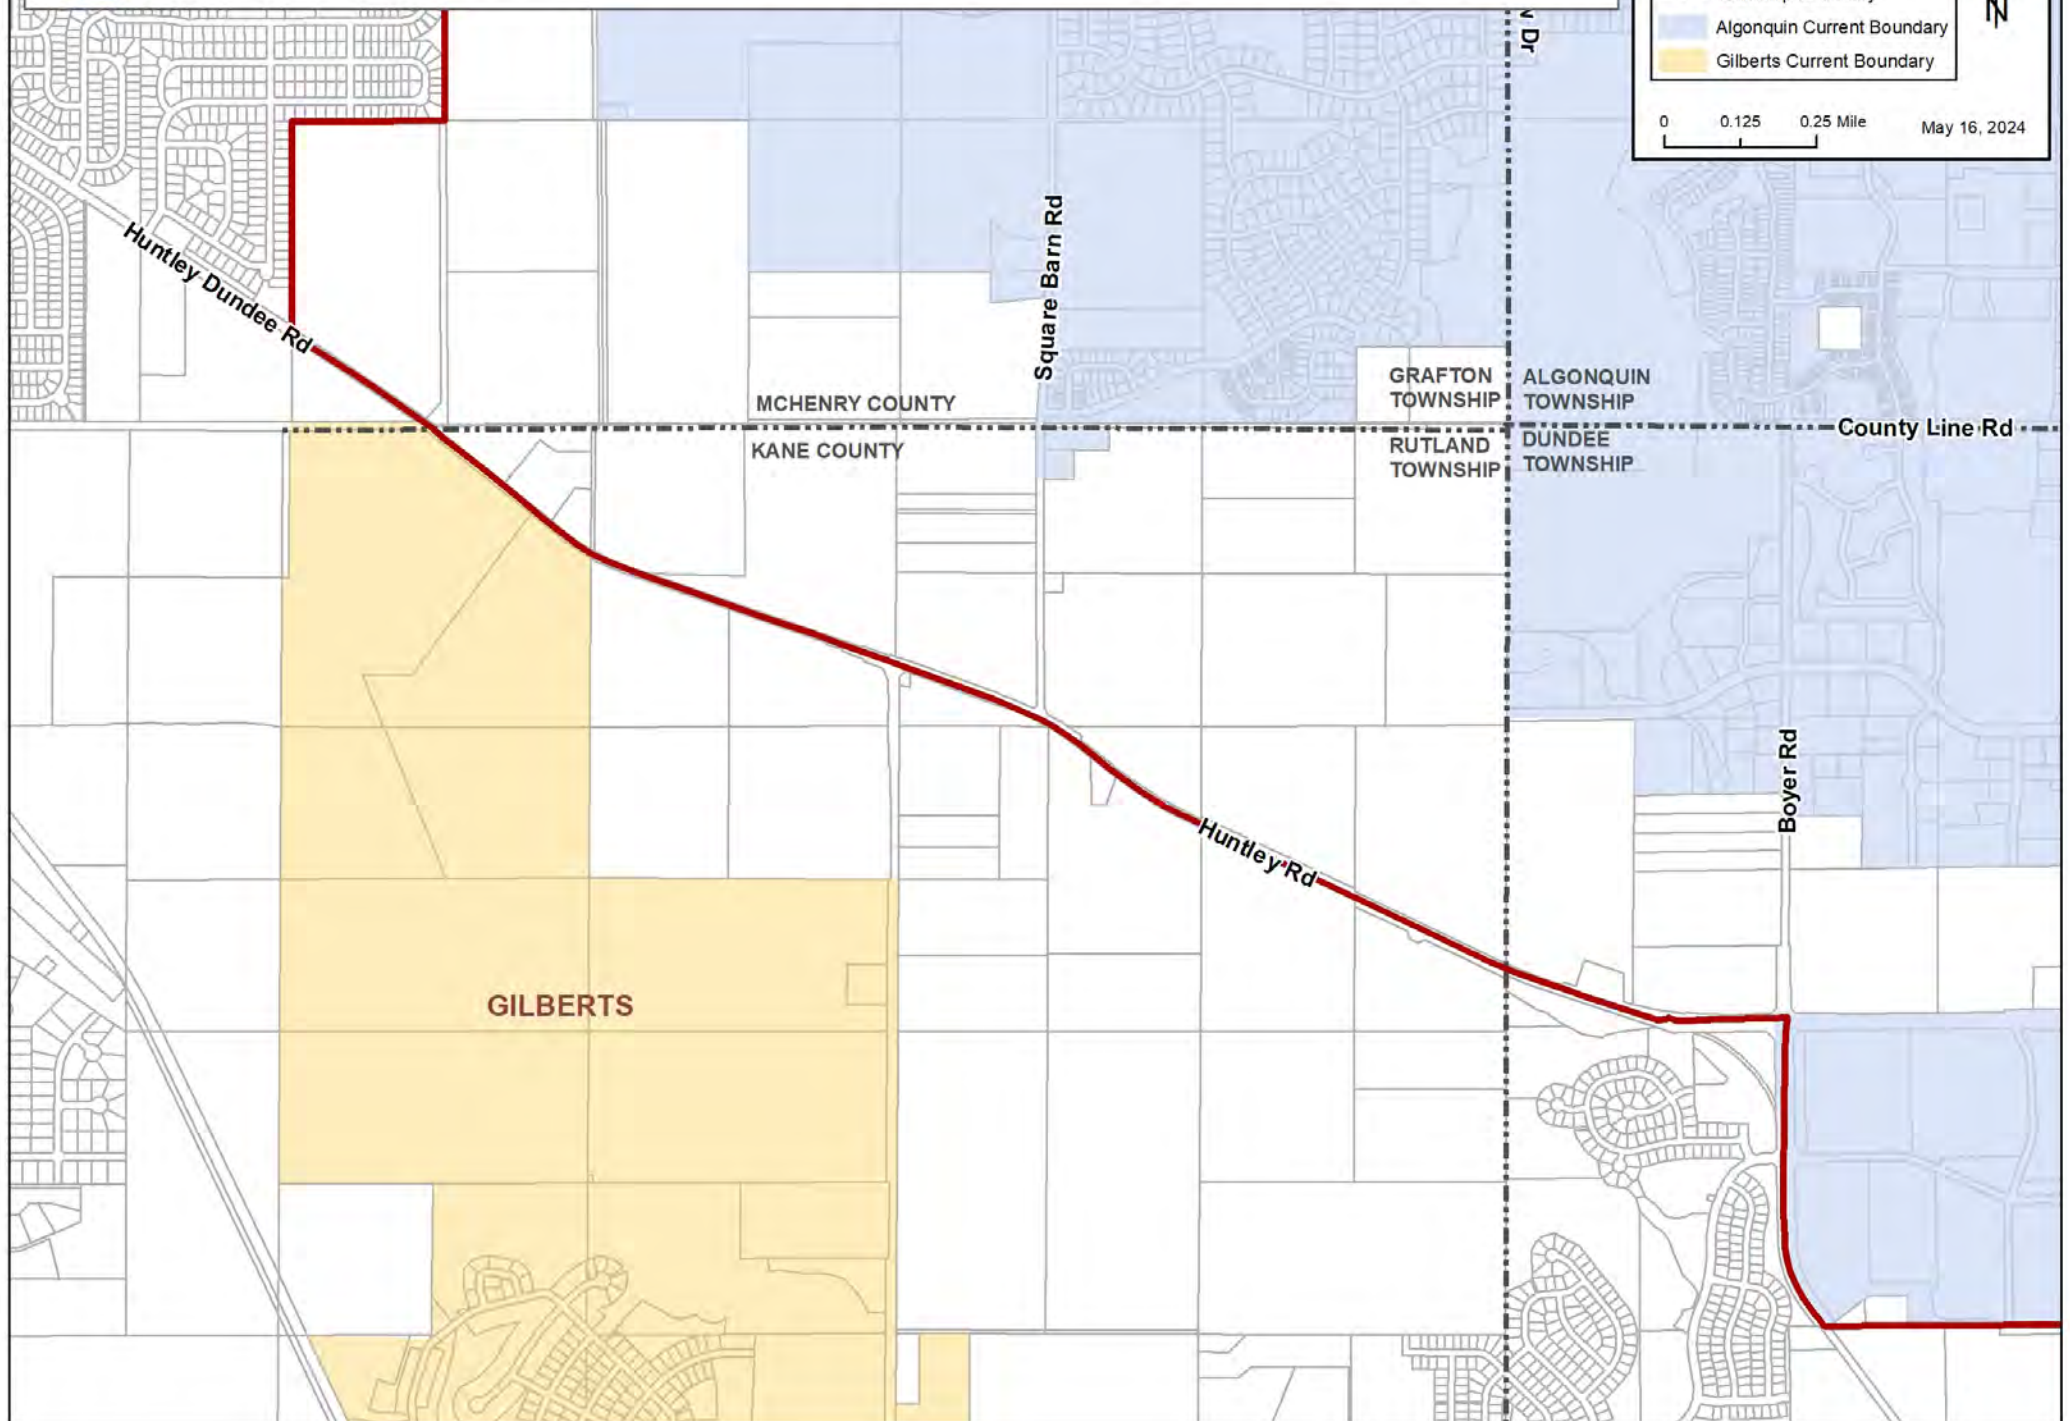 Dr
Algonquin Current Boundary
Gilberts Current Boundary
0 0.125 0.25 Mile
May 16, 2024
N
Huntley Dundee Rd
Square Barn Rd
MCHENRY COUNTY
KANE COUNTY
GRAFTON
TOWNSHIP
ALGONQUIN
TOWNSHIP
RUTLAND
TOWNSHIP
DUNDEE
TOWNSHIP
County Line Rd
Boyer Rd
Huntley Rd
GILBERTS